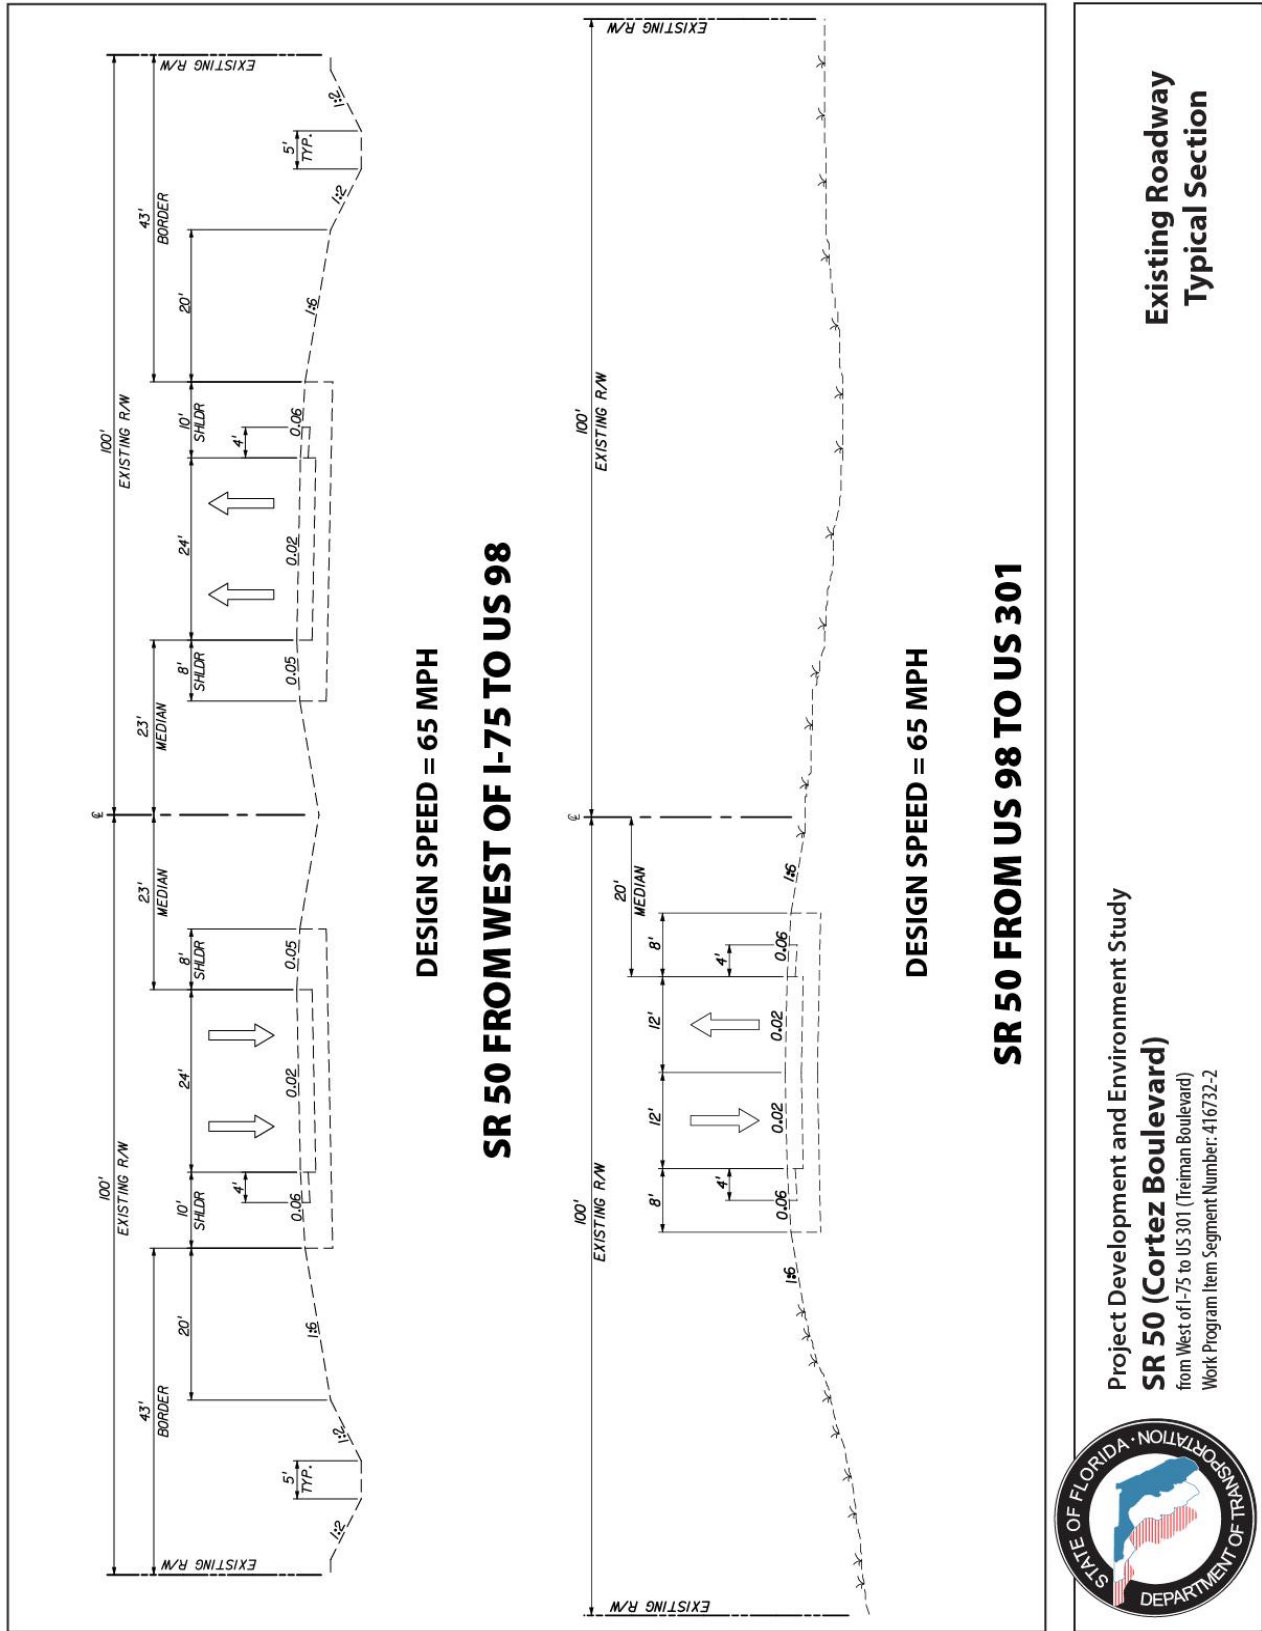 100'
EXISTING R/W
100'
EXISTING R/W
℄
43'
BORDER
23'
MEDIAN
23'
MEDIAN
43'
BORDER
20'
10'
SHLDR
24'
8'
SHLDR
8'
SHLDR
24'
10'
SHLDR
20'
EXISTING R/W
5'
TYP.
4'
4'
5'
TYP.
EXISTING R/W
1:2
1:2
1:6
0.06
0.02
0.05
0.05
0.02
0.06
1:6
1:2
1:2
DESIGN SPEED = 65 MPH
SR 50 FROM WEST OF I-75 TO US 98
100'
EXISTING R/W
100'
EXISTING R/W
℄
20'
MEDIAN
8'
12'
12'
8'
EXISTING R/W
4'
4'
EXISTING R/W
1:6
0.06
0.02
0.02
0.06
1:6
DESIGN SPEED = 65 MPH
SR 50 FROM US 98 TO US 301
STATE OF FLORIDA · DEPARTMENT OF TRANSPORTATION ·
Project Development and Environment Study
SR 50 (Cortez Boulevard)
from West of I-75 to US 301 (Treiman Boulevard)
Work Program Item Segment Number: 416732-2
Existing Roadway
Typical Section